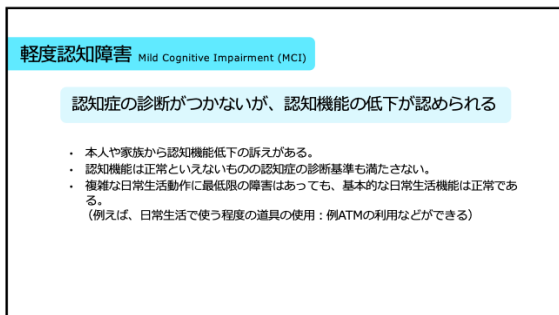 軽度認知障害 Mild Cognitive Impairment (MCI)
認知症の診断がつかないが、認知機能の低下が認められる
・ 本人や家族から認知機能低下の訴えがある。
・ 認知機能は正常といえないものの認知症の診断基準も満たさない。
・ 複雑な日常生活動作に最低限の障害はあっても、基本的な日常生活機能は正常であ
る。
（例えば、日常生活で使う程度の道具の使用：例ATMの利用などができる）